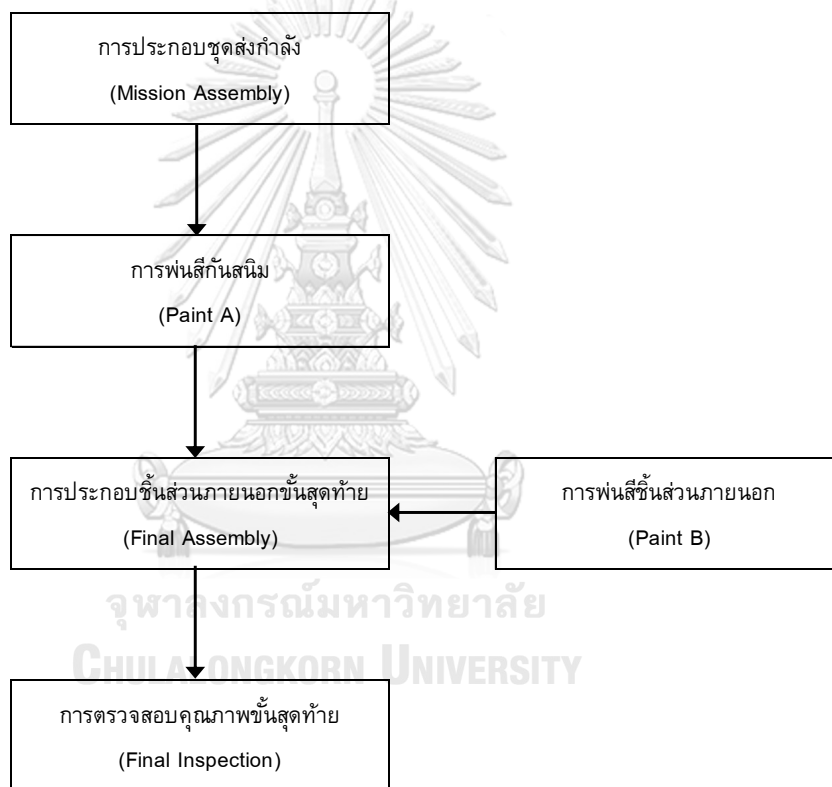 การประกอบชุดส่งกำลัง
(Mission Assembly)
การพ่นสีกันสนิม
(Paint A)
การประกอบชิ้นส่วนภายนอกขั้นสุดท้าย
(Final Assembly)
การพ่นสีชิ้นส่วนภายนอก
(Paint B)
จุฬาลงกรณ์มหาวิทยาลัย
CHULALONGKORN UNIVERSITY
การตรวจสอบคุณภาพขั้นสุดท้าย
(Final Inspection)